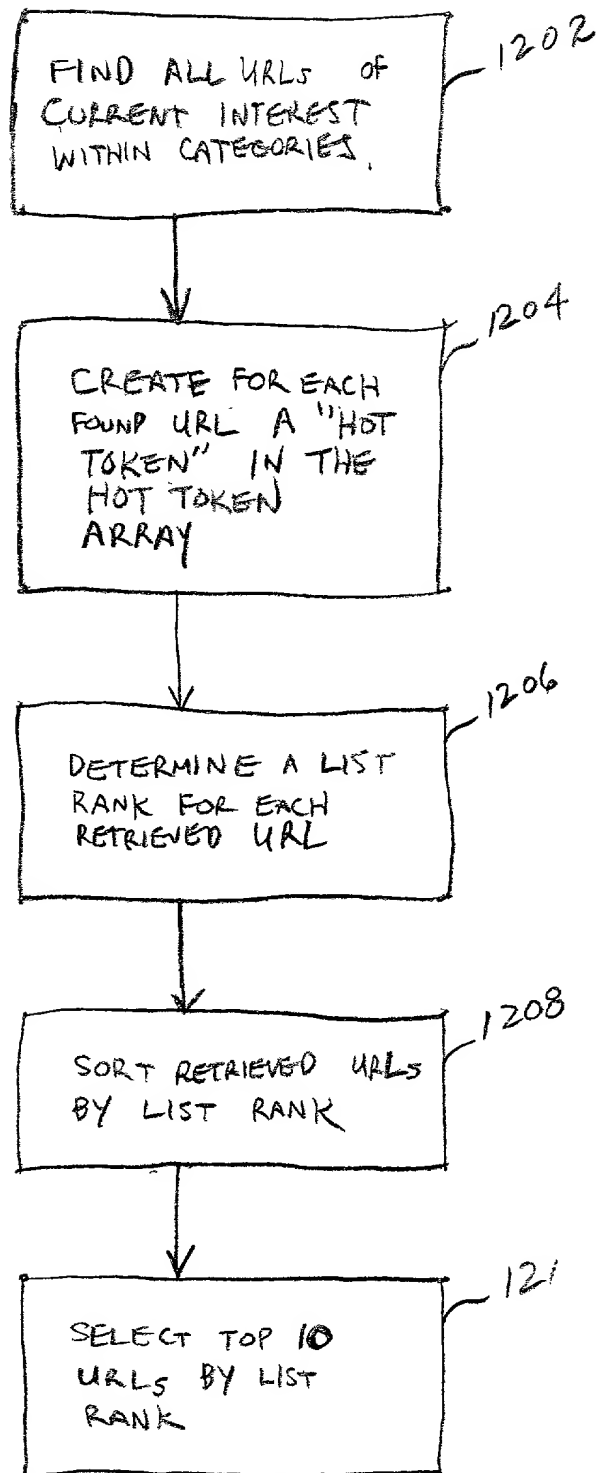 FIND ALL URLs OF
CURRENT INTEREST
WITHIN CATEGORIES.
1202
CREATE FOR EACH
FOUND URL A "HOT
TOKEN" IN THE
HOT TOKEN
ARRAY
1204
DETERMINE A LIST
RANK FOR EACH
RETRIEVED URL
1206
SORT RETRIEVED URLs
BY LIST RANK
1208
SELECT TOP 10
URLs BY LIST
RANK